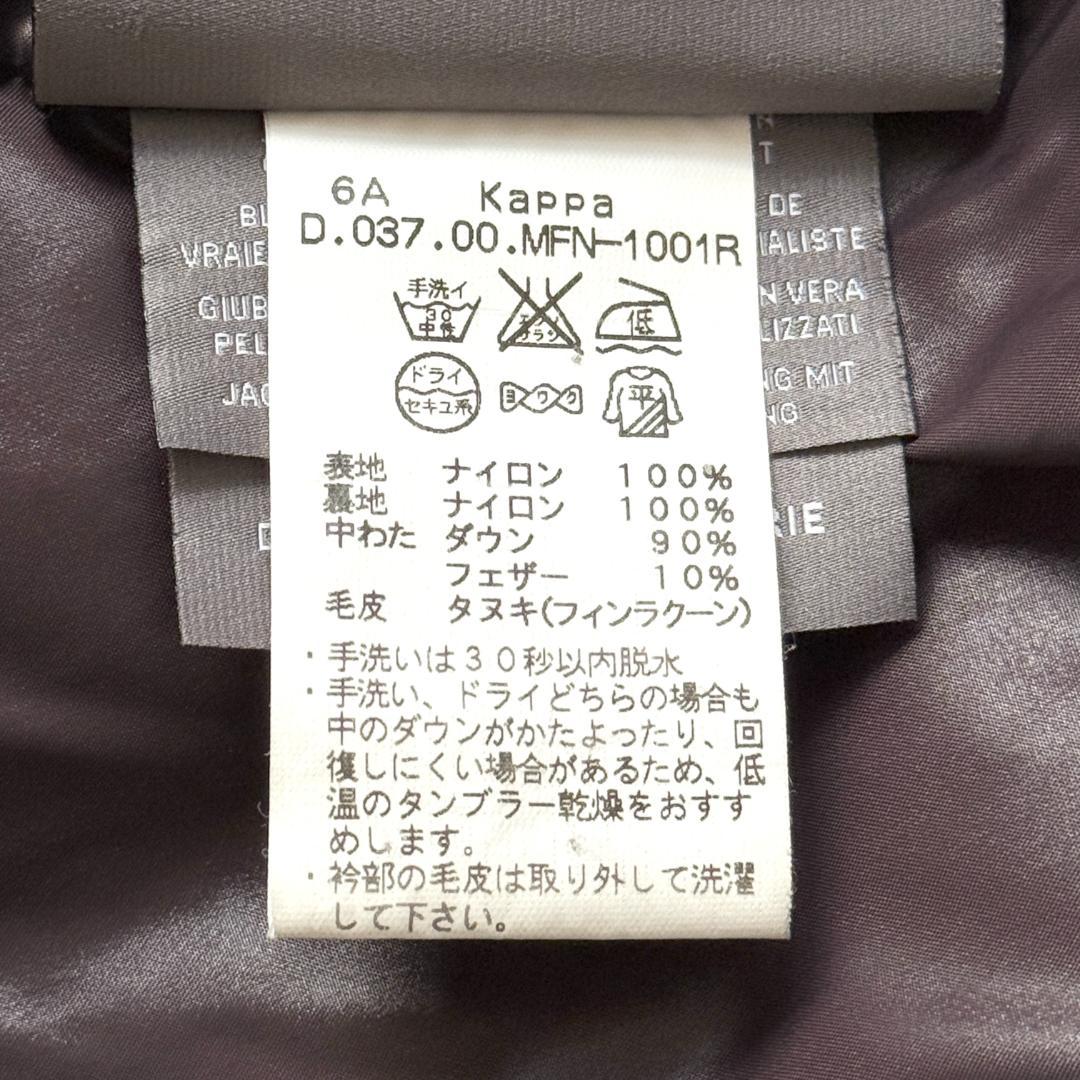 6A Kappa
D.037.00.MFN-1001R
手洗イ
30
中性
低
ドライ
セキユ系
ヨワク
平
表地 ナイロン 100%
裏地 ナイロン 100%
中わた ダウン 90%
フェザー 10%
毛皮 タヌキ(フィンラクーン)
・手洗いは30秒以内脱水
・手洗い、ドライどちらの場合も
中のダウンがかたよったり、回
復しにくい場合があるため、低
温のタンブラー乾燥をおすす
めします。
・衿部の毛皮は取り外して洗濯
して下さい。
DE
VERA
MIT